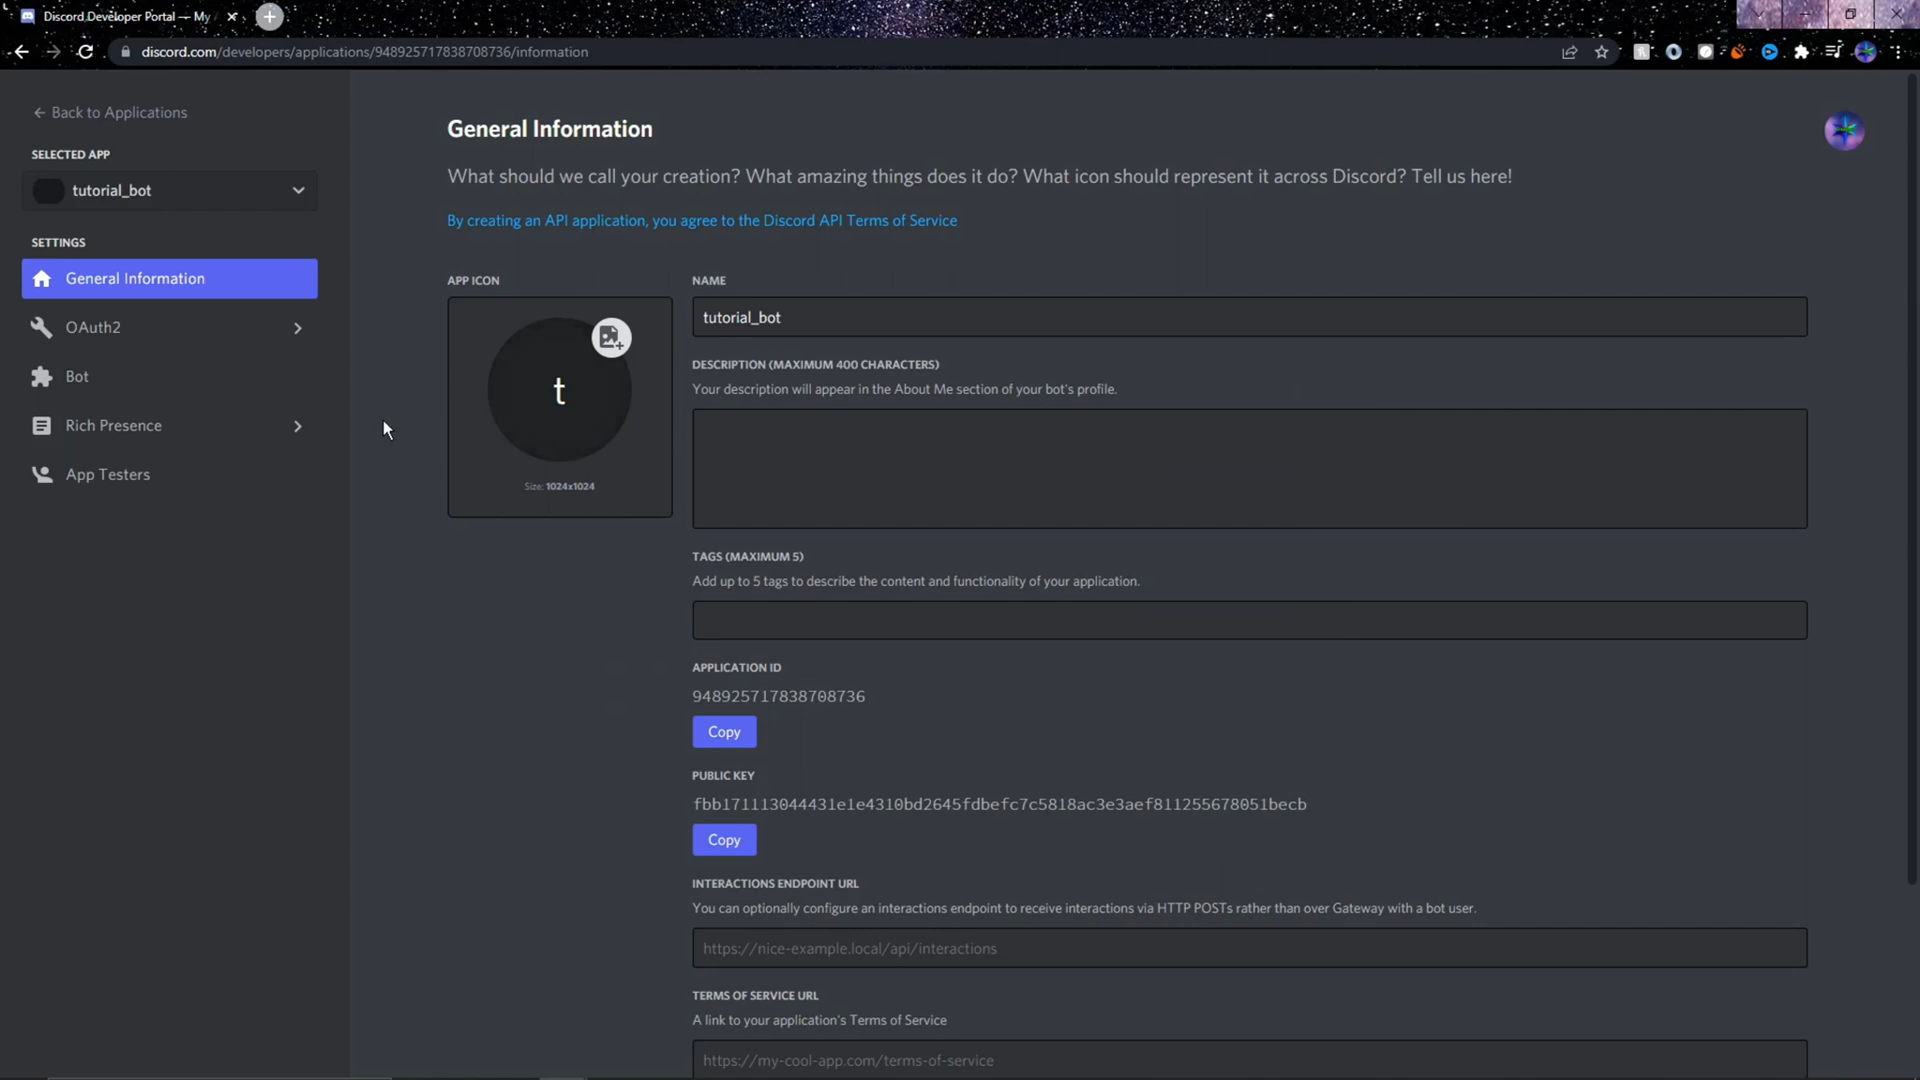 Discord Developer Portal — My
discord.com/developers/applications/948925717838708736/information
Back to Applications
SELECTED APP
tutorial_bot
SETTINGS
General Information
OAuth2
Bot
Rich Presence
App Testers
General Information
What should we call your creation? What amazing things does it do? What icon should represent it across Discord? Tell us here!
By creating an API application, you agree to the Discord API Terms of Service
APP ICON
t
Size: 1024x1024
NAME
tutorial_bot
DESCRIPTION (MAXIMUM 400 CHARACTERS)
Your description will appear in the About Me section of your bot's profile.
TAGS (MAXIMUM 5)
Add up to 5 tags to describe the content and functionality of your application.
APPLICATION ID
948925717838708736
Copy
PUBLIC KEY
fbb171113044431e1e4310bd2645fdbefc7c5818ac3e3aef811255678051becb
Copy
INTERACTIONS ENDPOINT URL
You can optionally configure an interactions endpoint to receive interactions via HTTP POSTs rather than over Gateway with a bot user.
https://nice-example.local/api/interactions
TERMS OF SERVICE URL
A link to your application's Terms of Service
https://my-cool-app.com/terms-of-service